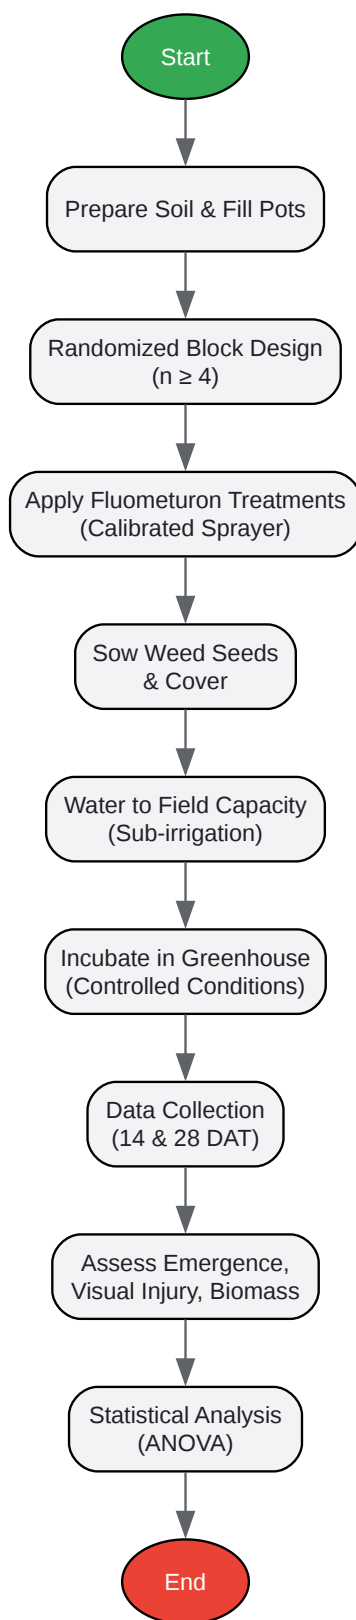 Start
Prepare Soil & Fill Pots
Randomized Block Design
(n ≥ 4)
Apply Fluometuron Treatments
(Calibrated Sprayer)
Sow Weed Seeds
& Cover
Water to Field Capacity
(Sub-irrigation)
Incubate in Greenhouse
(Controlled Conditions)
Data Collection
(14 & 28 DAT)
Assess Emergence,
Visual Injury, Biomass
Statistical Analysis
(ANOVA)
End